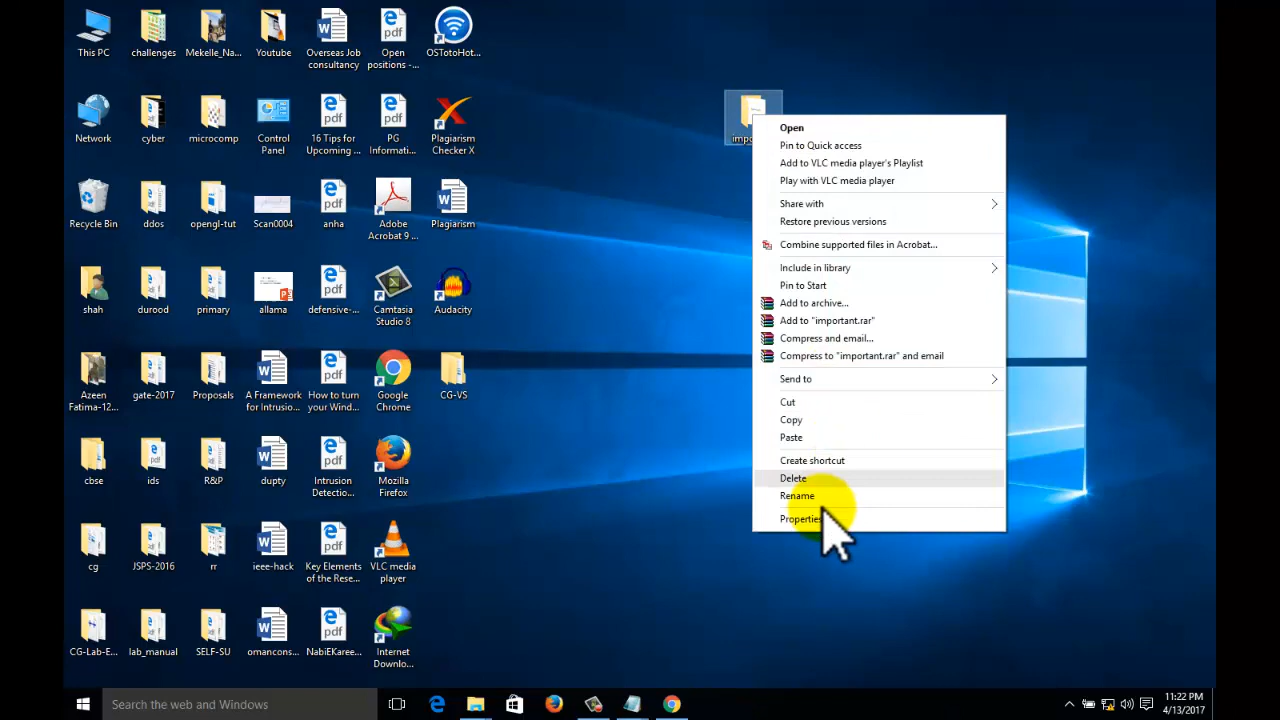 This PC
challenges
Mekelle_Na...
Youtube
Overseas Job
consultancy
Open
positions -...
OSTotoHot...
Network
cyber
microcomp
Control
Panel
16 Tips for
Upcoming ...
PG
Informati...
Plagiarism
Checker X
Recycle Bin
ddos
opengl-tut
Scan0004
anha
Adobe
Acrobat 9 ...
Plagiarism
shah
durood
primary
allama
defensive-...
Camtasia
Studio 8
Audacity
Azeen
Fatima-12...
gate-2017
Proposals
A Framework
for Intrusio...
How to turn
your Wind...
Google
Chrome
CG-VS
cbse
ids
R&P
dupty
Intrusion
Detectio...
Mozilla
Firefox
cg
JSPS-2016
rr
ieee-hack
Key Elements
of the Rese...
VLC media
player
CG-Lab-E...
lab_manual
SELF-SU
omancons...
NabiEKaree...
Internet
Downlo...
Open
Pin to Quick access
Add to VLC media player's Playlist
Play with VLC media player
Share with
Restore previous versions
Combine supported files in Acrobat...
Include in library
Pin to Start
Add to archive...
Add to "important.rar"
Compress and email...
Compress to "important.rar" and email
Send to
Cut
Copy
Paste
Create shortcut
Delete
Rename
Properties
Search the web and Windows
11:22 PM
4/13/2017